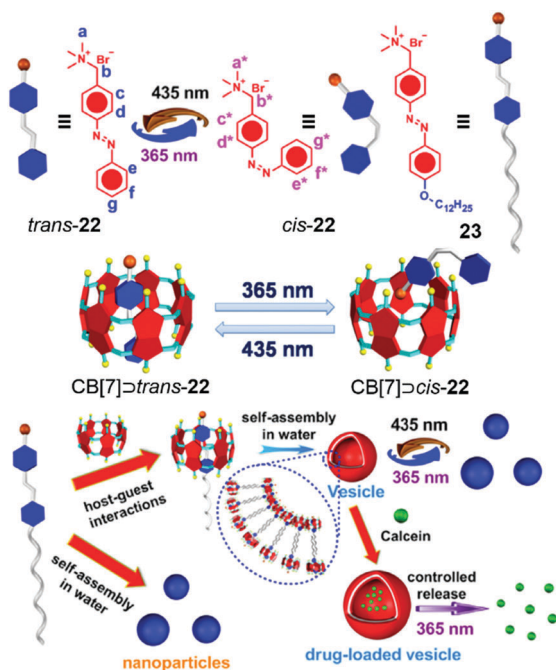 a
N+
Br−
b
c
d
N=N
e
f
g
≡
435 nm
365 nm
a*
N+
Br−
b*
c*
d*
N=N
g*
f*
e*
≡
N+
Br−
N=N
O
C12H25
≡
trans-22
cis-22
23
365 nm
435 nm
CB[7]⊃trans-22
CB[7]⊃cis-22
host-guest
interactions
self-assembly
in water
Vesicle
435 nm
365 nm
Calcein
self-assembly
in water
nanoparticles
controlled
release
365 nm
drug-loaded vesicle